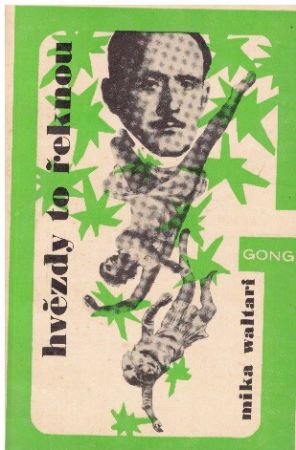 hvězdy to řeknou
GONG
mika waltari